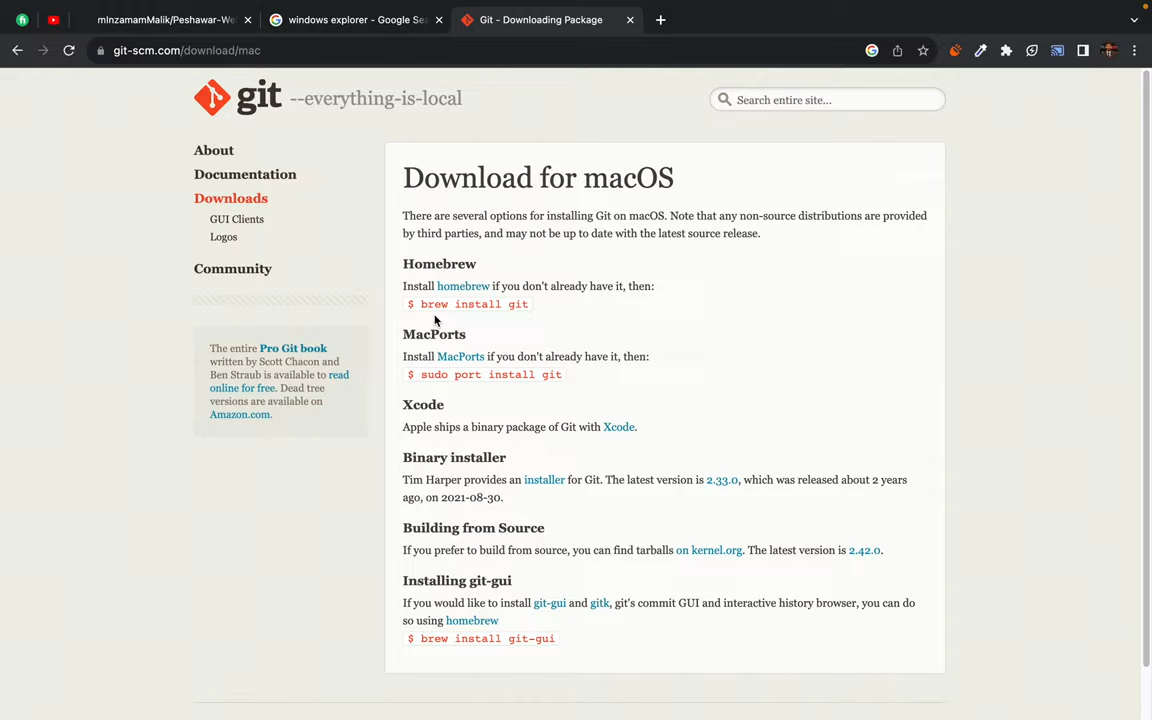 mInzamamMalik/Peshawar-We
windows explorer - Google Sea
Git - Downloading Package
git-scm.com/download/mac
git --everything-is-local
Search entire site...
About
Documentation
Downloads
GUI Clients
Logos
Community
The entire Pro Git book
written by Scott Chacon and
Ben Straub is available to read
online for free. Dead tree
versions are available on
Amazon.com.
Download for macOS
There are several options for installing Git on macOS. Note that any non-source distributions are provided
by third parties, and may not be up to date with the latest source release.
Homebrew
Install homebrew if you don't already have it, then:
$ brew install git
MacPorts
Install MacPorts if you don't already have it, then:
$ sudo port install git
Xcode
Apple ships a binary package of Git with Xcode.
Binary installer
Tim Harper provides an installer for Git. The latest version is 2.33.0, which was released about 2 years
ago, on 2021-08-30.
Building from Source
If you prefer to build from source, you can find tarballs on kernel.org. The latest version is 2.42.0.
Installing git-gui
If you would like to install git-gui and gitk, git's commit GUI and interactive history browser, you can do
so using homebrew
$ brew install git-gui